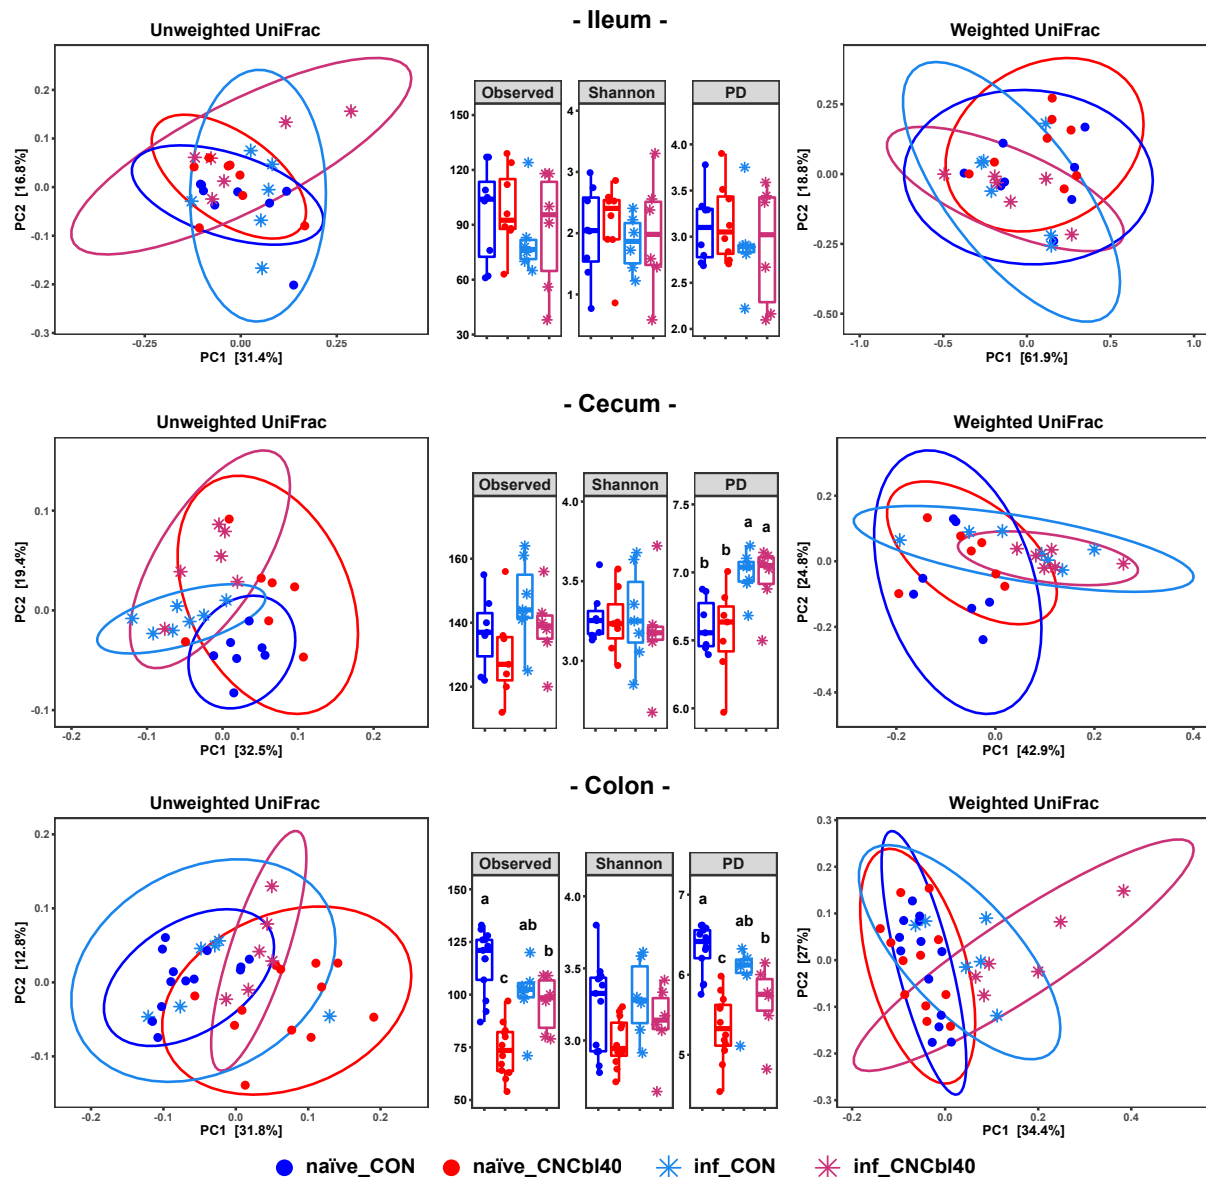 - Ileum -
Unweighted UniFrac
Weighted UniFrac
Observed
Shannon
PD
0.2
0.1
0.0
-0.1
-0.2
-0.3
PC2 [16.8%]
-0.25
0.00
0.25
PC1 [31.4%]
150
120
90
60
30
4
3
2
1
4.0
3.5
3.0
2.5
2.0
0.25
0.00
-0.25
-0.50
PC2 [18.8%]
-1.0
-0.5
0.0
0.5
1.0
PC1 [61.9%]
- Cecum -
Unweighted UniFrac
Weighted UniFrac
Observed
Shannon
PD
0.1
0.0
-0.1
PC2 [19.4%]
-0.2
-0.1
0.0
0.1
0.2
PC1 [32.5%]
160
140
120
4.0
3.5
3.0
7.5
7.0
6.5
6.0
b
b
a
a
0.2
0.0
-0.2
-0.4
PC2 [24.8%]
-0.2
0.0
0.2
0.4
PC1 [42.9%]
- Colon -
Unweighted UniFrac
Weighted UniFrac
Observed
Shannon
PD
0.2
0.1
0.0
-0.1
PC2 [12.8%]
-0.2
-0.1
0.0
0.1
0.2
PC1 [31.8%]
150
125
100
75
50
a
c
ab
b
4.0
3.5
3.0
7
6
5
a
c
ab
b
0.3
0.2
0.1
0.0
-0.1
-0.2
-0.3
PC2 [27%]
-0.2
0.0
0.2
0.4
PC1 [34.4%]
naïve_CON
naïve_CNCbl40
inf_CON
inf_CNCbl40